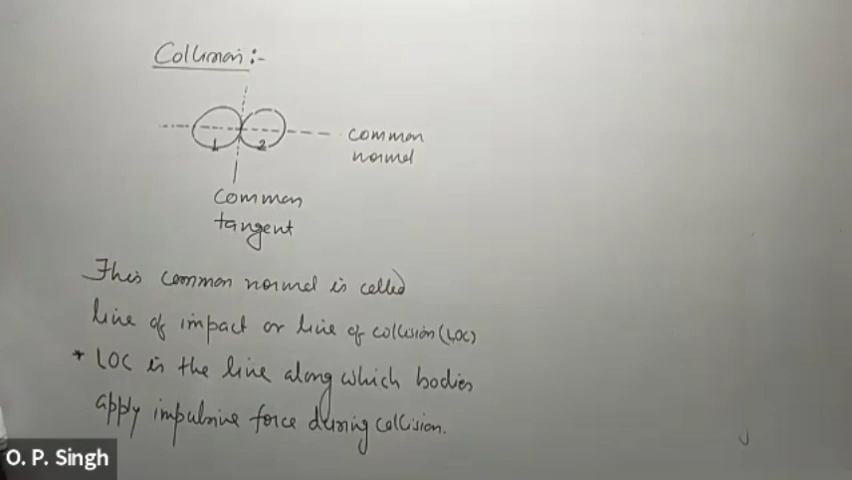 Collision :-
1 2
common
normal
common
tangent
This common normal is called
line of impact or line of collision (LOC)
* LOC is the line along which bodies
apply impulsive force during collision.
O. P. Singh